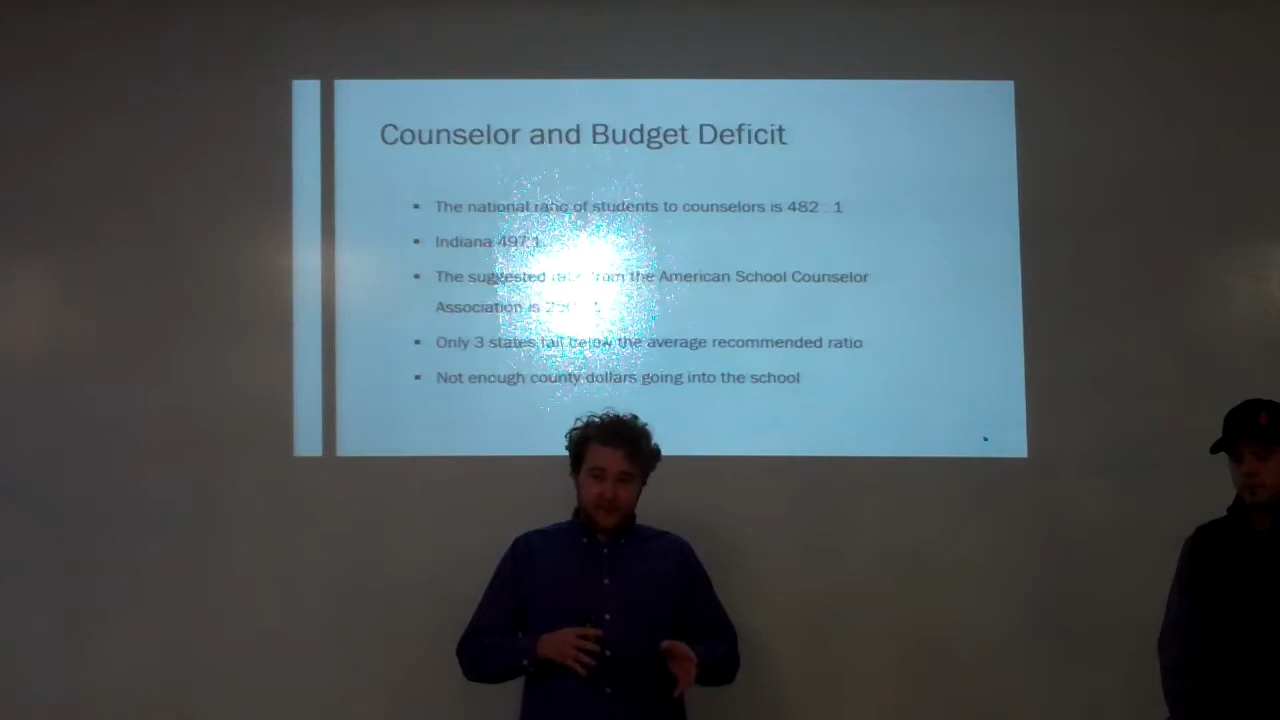 Counselor and Budget Deficit
▪ The national ratio of students to counselors is 482 : 1
▪ Indiana 497:1
▪ The suggested from the American School Counselor
Association is
▪ Only 3 states fall below the average recommended ratio
▪ Not enough county dollars going into the school